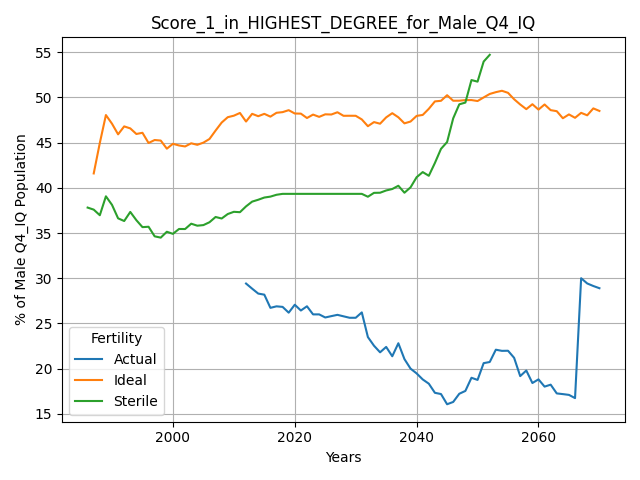 Score_1_in_HIGHEST_DEGREE_for_Male_Q4_IQ
% of Male Q4_IQ Population
55
50
45
40
35
30
25
20
15
Fertility
Actual
Ideal
Sterile
2000
2020
2040
2060
Years